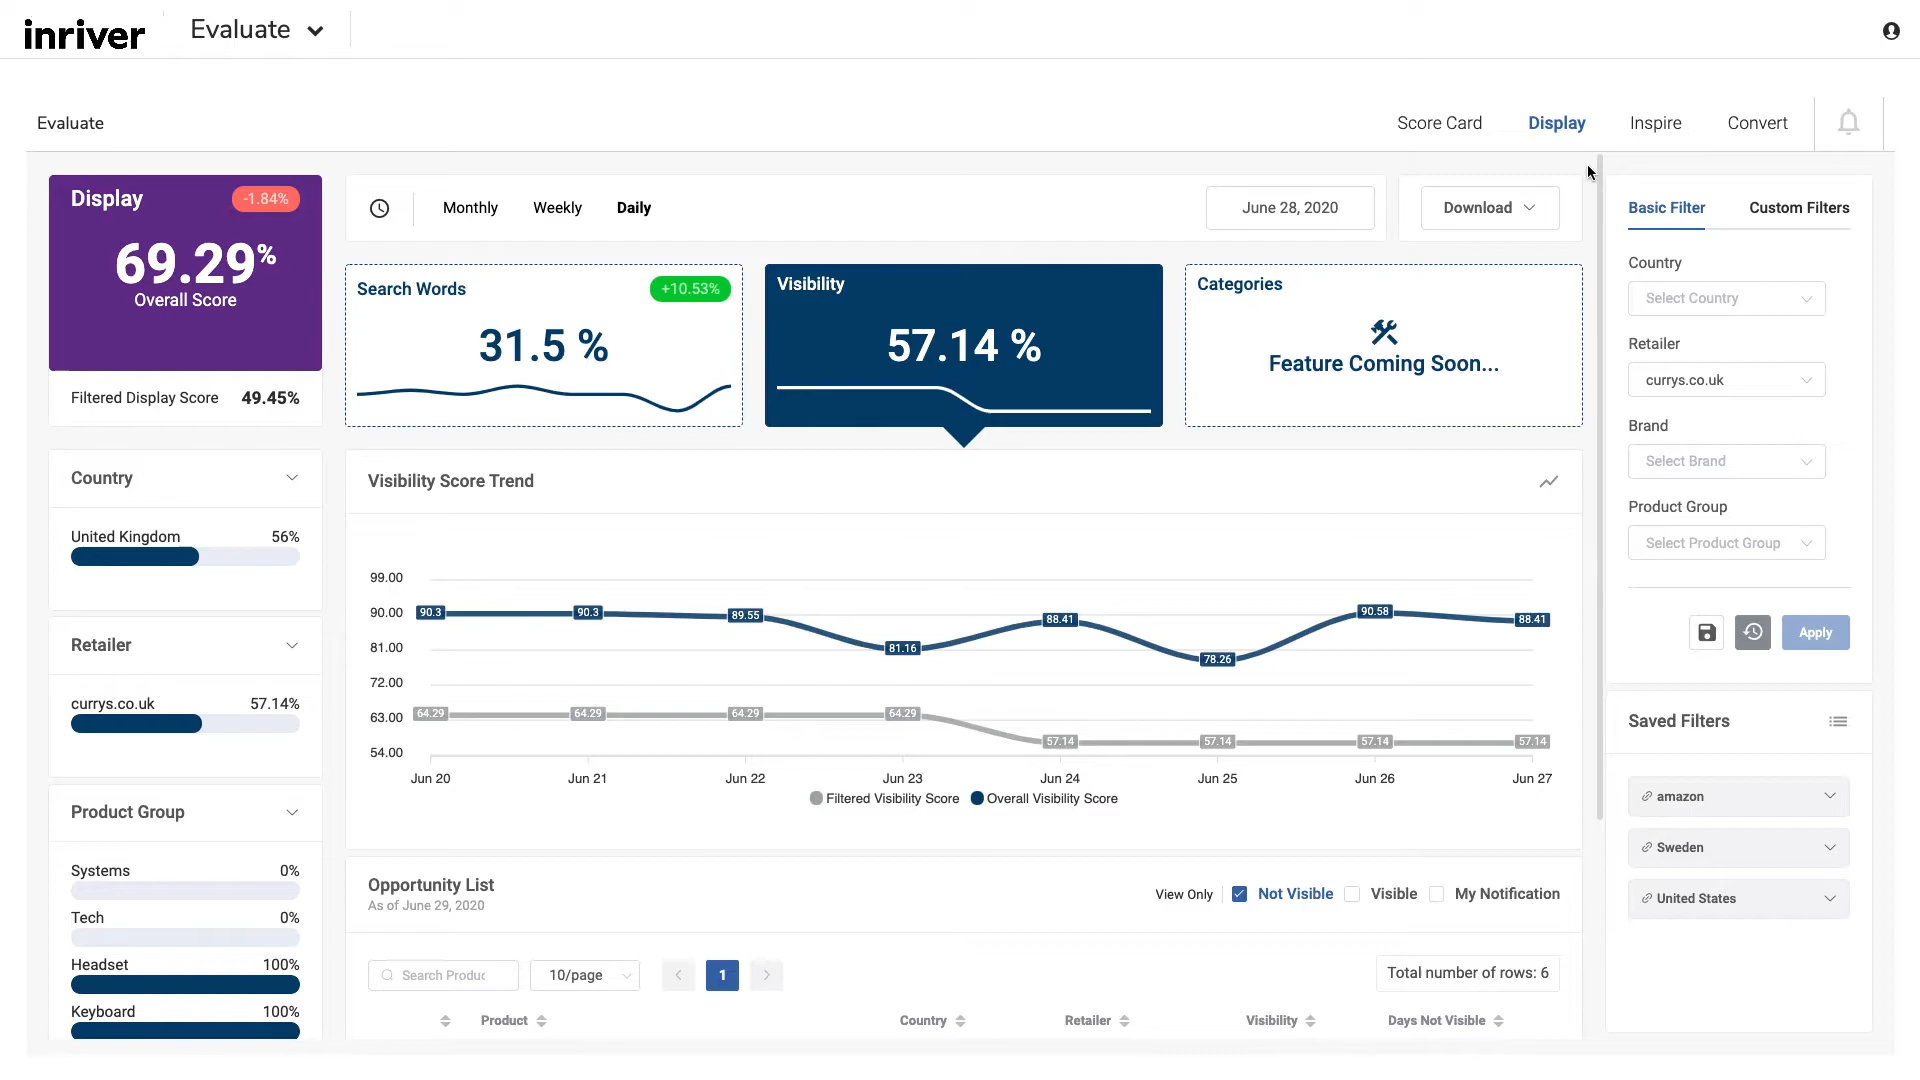 inriver
Evaluate
Evaluate
Score Card
Display
Inspire
Convert
Display
-1.84%
69.29%
Overall Score
Filtered Display Score 49.45%
Monthly
Weekly
Daily
June 28, 2020
Download
Search Words
+10.53%
31.5 %
Visibility
57.14 %
Categories
Feature Coming Soon...
Basic Filter
Custom Filters
Country
Select Country
Retailer
currys.co.uk
Brand
Select Brand
Product Group
Select Product Group
Apply
Country
United Kingdom 56%
Retailer
currys.co.uk 57.14%
Product Group
Systems 0%
Tech 0%
Headset 100%
Keyboard 100%
Visibility Score Trend
99.00
90.00
81.00
72.00
63.00
54.00
90.3 90.3 89.55 81.16 88.41 78.26 90.58 88.41
64.29 64.29 64.29 64.29 57.14 57.14 57.14 57.14
Jun 20 Jun 21 Jun 22 Jun 23 Jun 24 Jun 25 Jun 26 Jun 27
Filtered Visibility Score Overall Visibility Score
Saved Filters
amazon
Sweden
United States
Opportunity List
As of June 29, 2020
View Only
Not Visible
Visible
My Notification
Search Produc
10/page
1
Total number of rows: 6
Product Country Retailer Visibility Days Not Visible